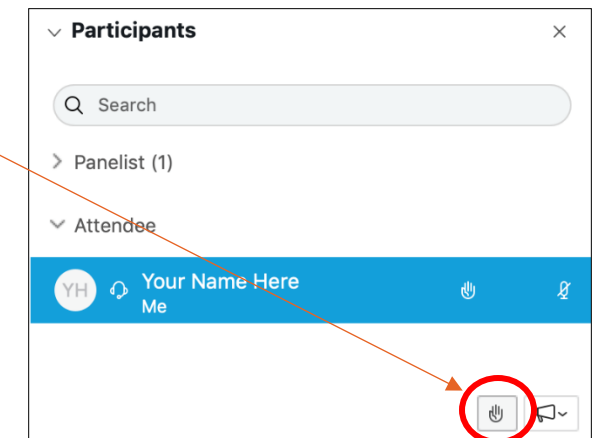 Participants
Search
Panelist (1)
Attendee
YH
Your Name Here
Me